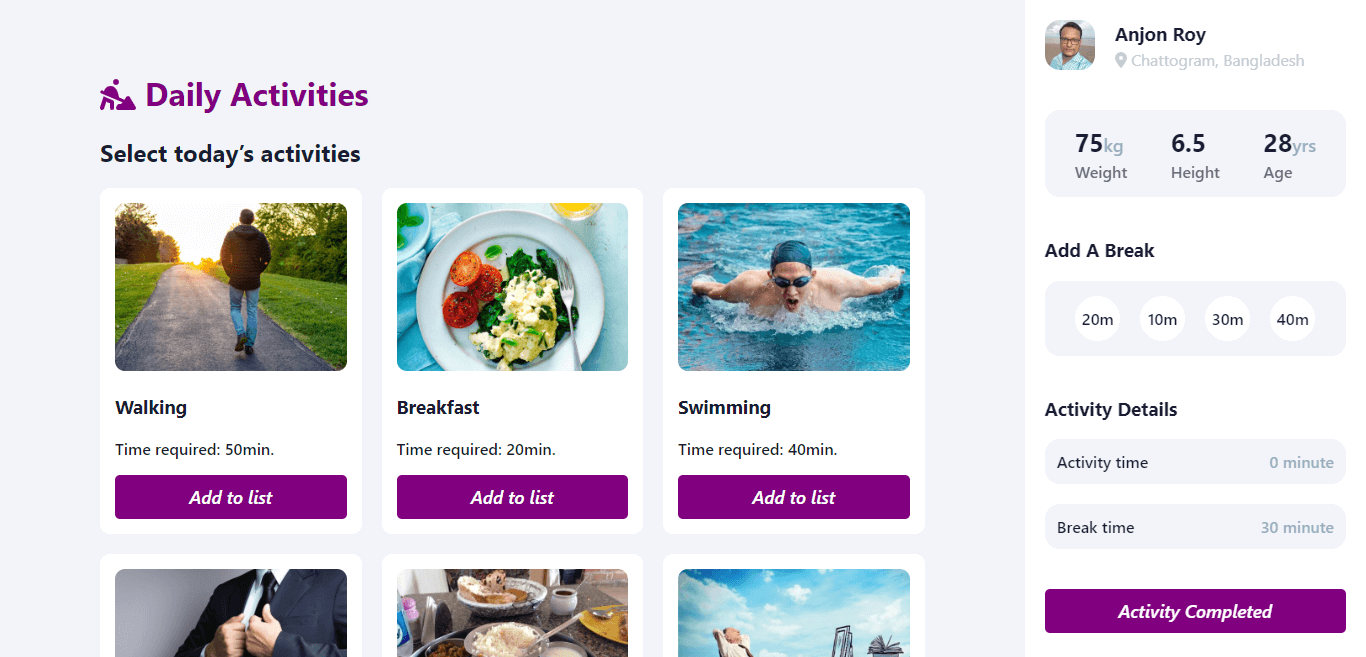 Daily Activities
Select today’s activities
Walking
Time required: 50min.
Add to list
Breakfast
Time required: 20min.
Add to list
Swimming
Time required: 40min.
Add to list
Anjon Roy
Chattogram, Bangladesh
75kg
Weight
6.5
Height
28yrs
Age
Add A Break
20m 10m 30m 40m
Activity Details
Activity time 0 minute
Break time 30 minute
Activity Completed